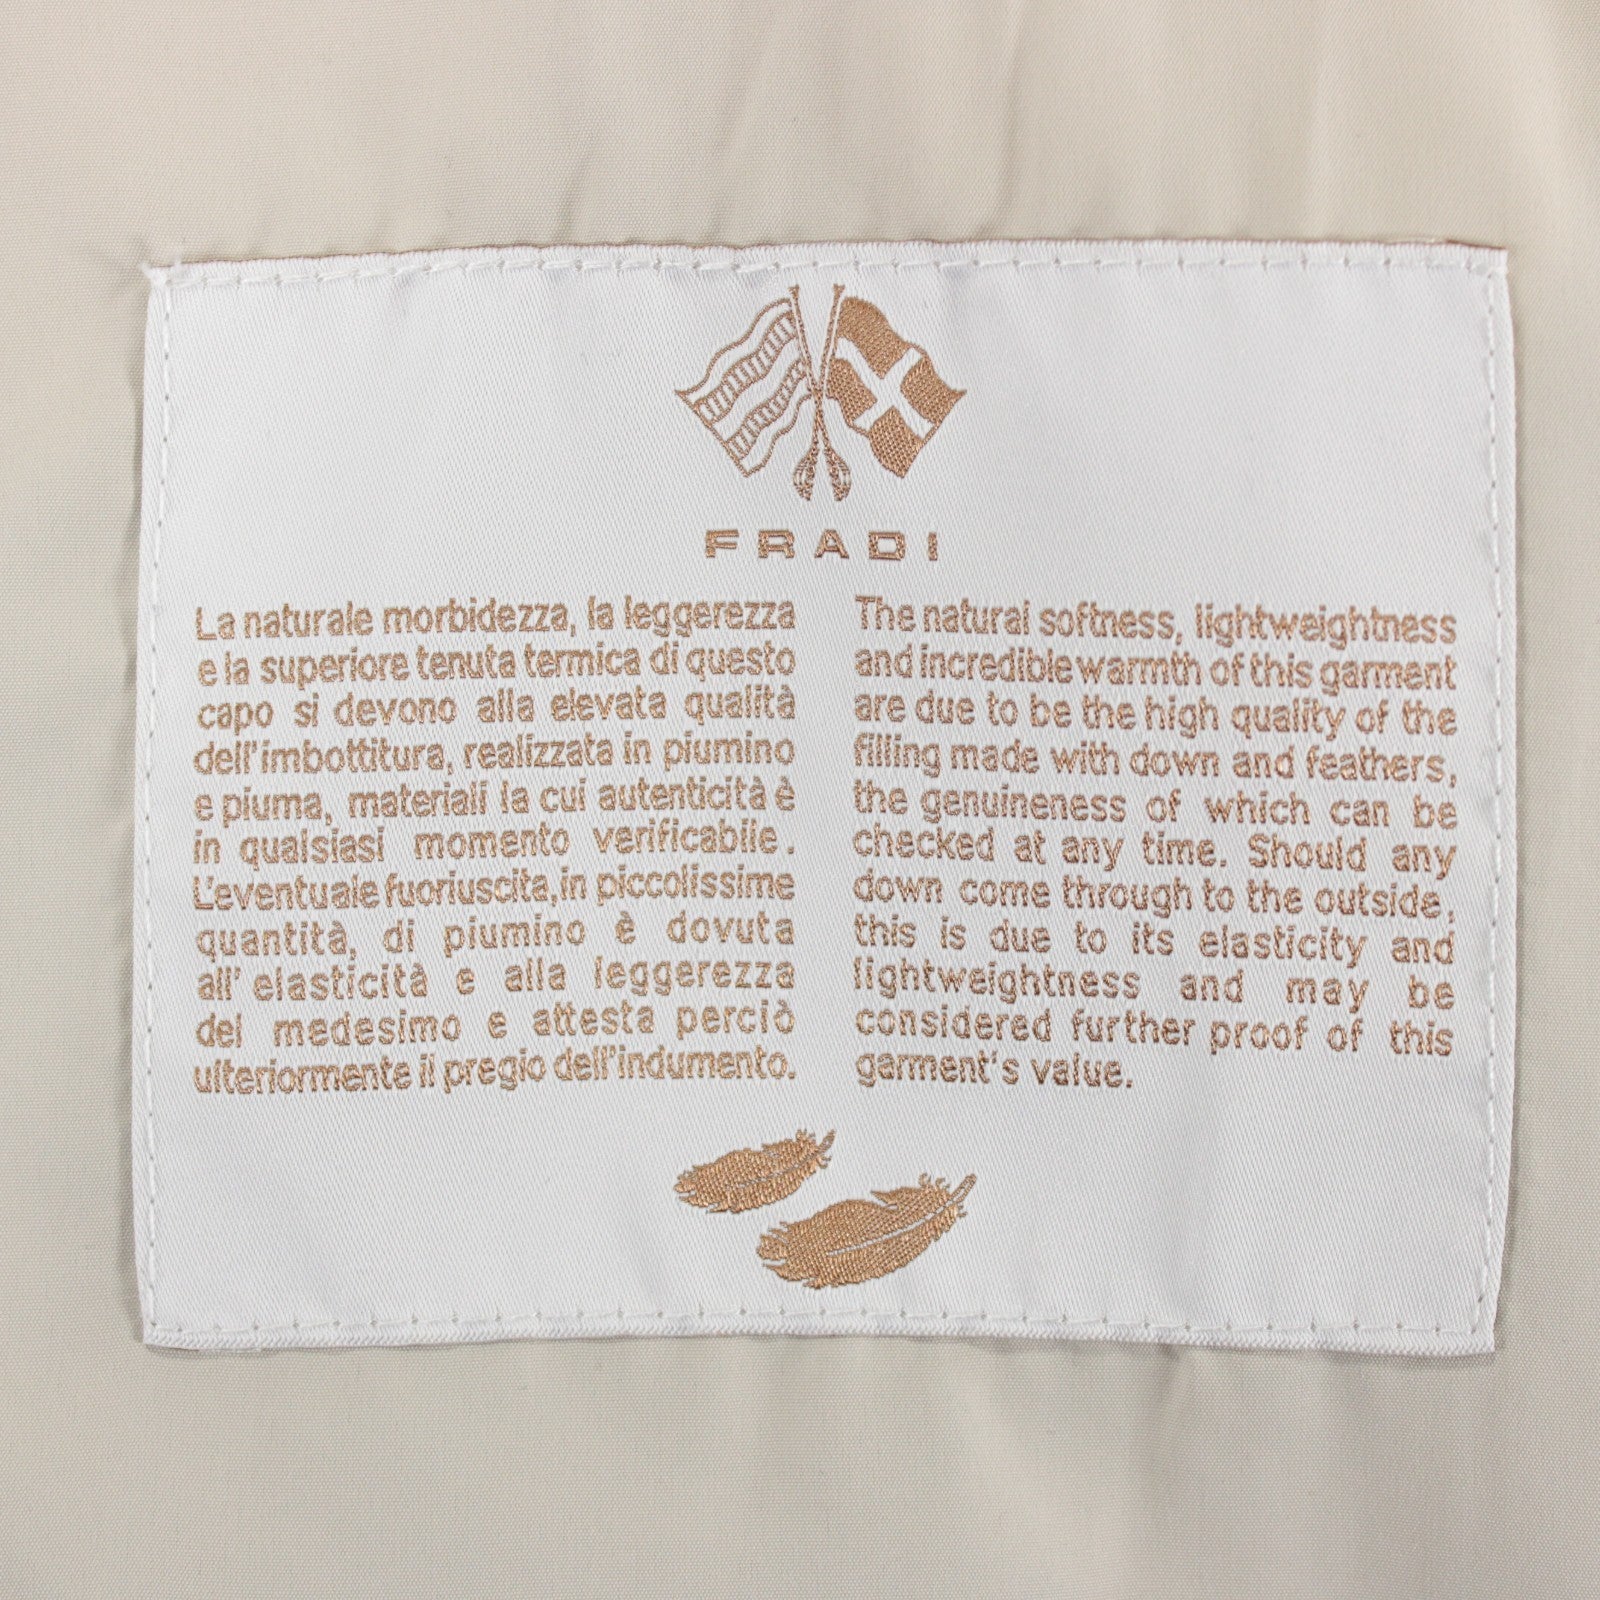 FRADI
La naturale morbidezza, la leggerezza
e la superiore tenuta termica di questo
capo si devono alla elevata qualità
dell'imbottitura, realizzata in piumino
e piuma, materiali la cui autenticità è
in qualsiasi momento verificabile.
L'eventuale fuoriuscita, in piccolissime
quantità, di piumino è dovuta
all'elasticità e alla leggerezza
del medesimo e attesta perciò
ulteriormente il pregio dell'indumento.
The natural softness, lightweightness
and incredible warmth of this garment
are due to be the high quality of the
filling made with down and feathers,
the genuineness of which can be
checked at any time. Should any
down come through to the outside,
this is due to its elasticity and
lightweightness and may be
considered further proof of this
garment's value.